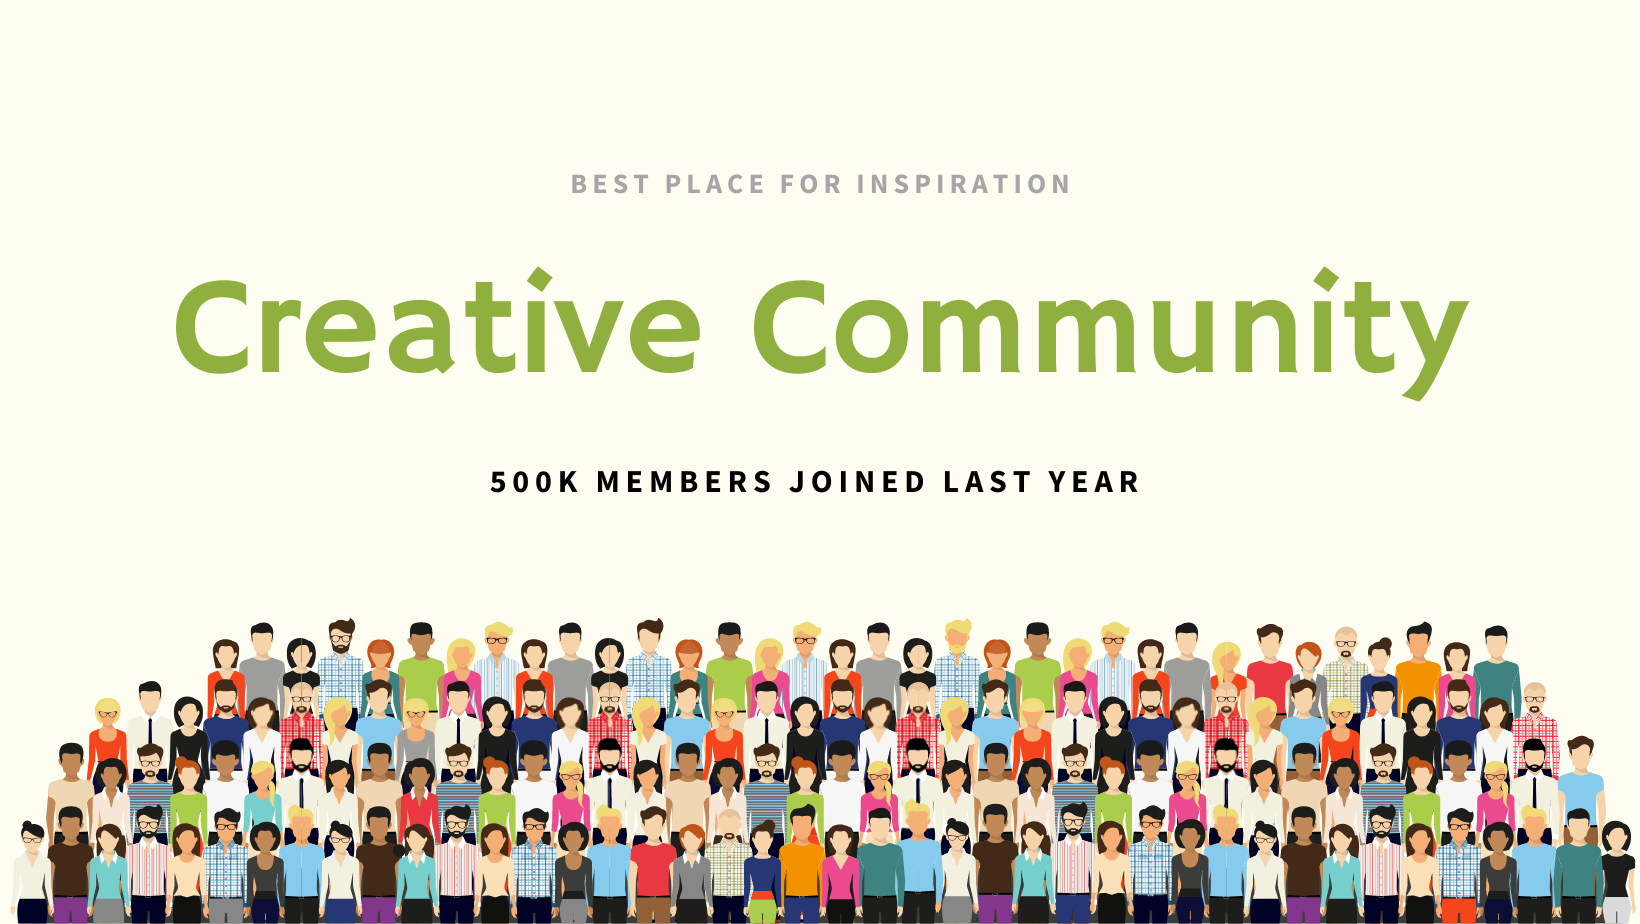 BEST PLACE FOR INSPIRATION
Creative Community
500K MEMBERS JOINED LAST YEAR